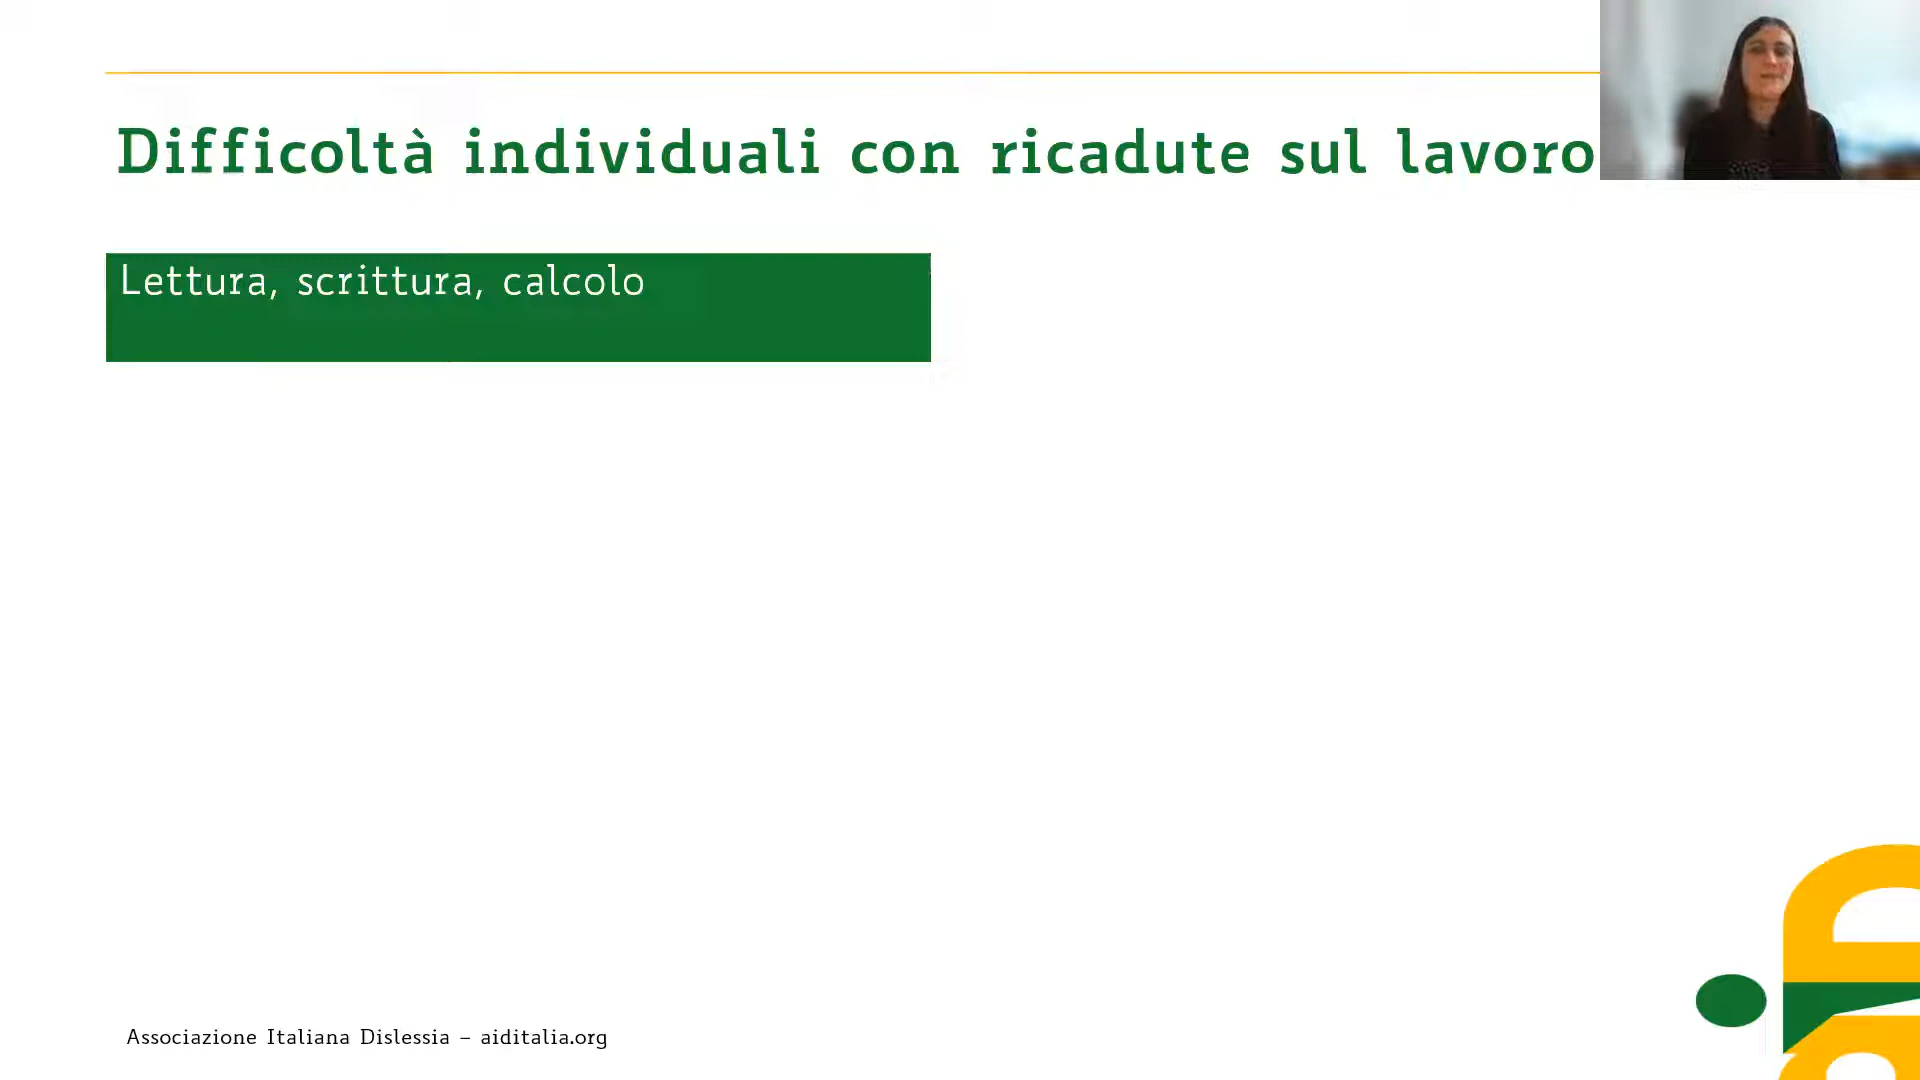 Difficoltà individuali con ricadute sul lavoro
Lettura, scrittura, calcolo
Associazione Italiana Dislessia – aiditalia.org